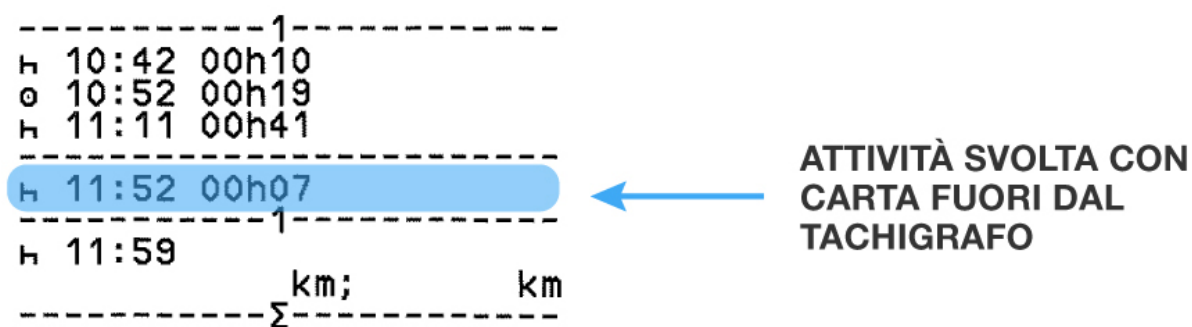 -----------1------------
h 10:42 00h10
⊙ 10:52 00h19
h 11:11 00h41
------------------------
h 11:52 00h07
-----------1------------
h 11:59
km; km
-----------Σ------------
ATTIVITÀ SVOLTA CON
CARTA FUORI DAL
TACHIGRAFO